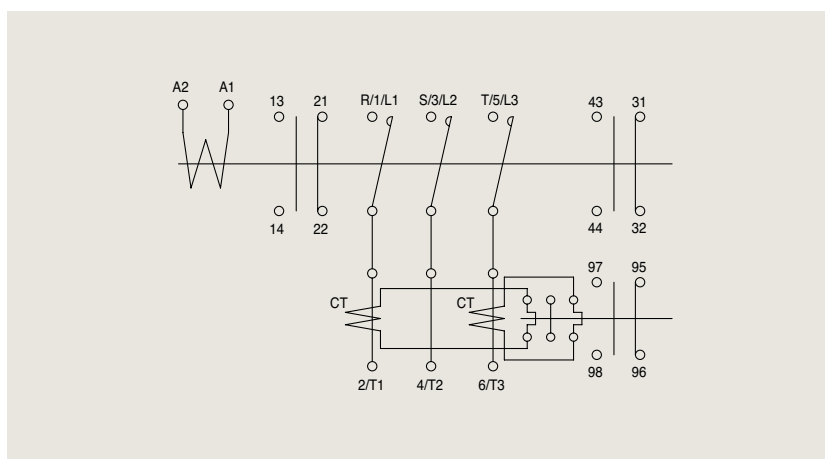 A2 A1
13 21 R/1/L1 S/3/L2 T/5/L3 43 31
14 22 44 32
97 95
CT CT
98 96
2/T1 4/T2 6/T3